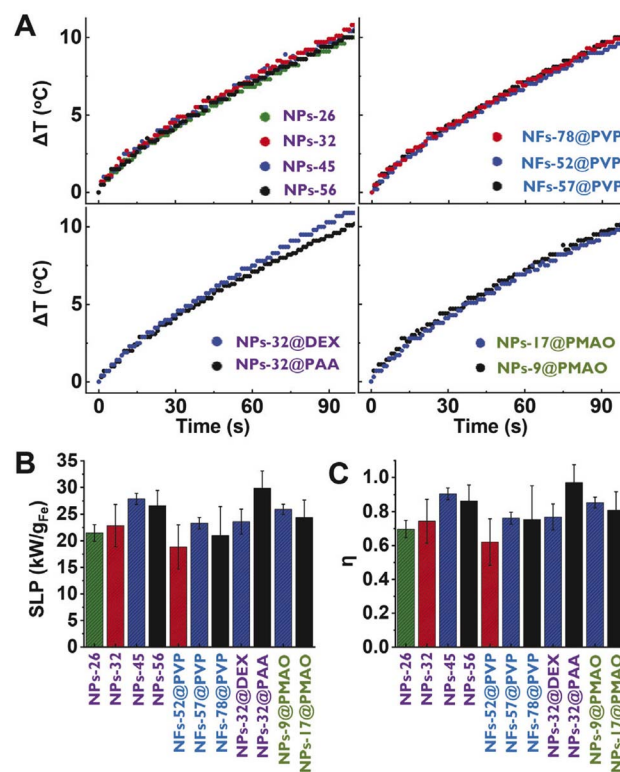 A
ΔT (°C)
10
5
0
NPs-26
NPs-32
NPs-45
NPs-56
NFs-78@PVP
NFs-52@PVP
NFs-57@PVP
ΔT (°C)
10
5
0
NPs-32@DEX
NPs-32@PAA
NPs-17@PMAO
NPs-9@PMAO
0 30 60 90
0 30 60 90
Time (s)
Time (s)
B
SLP (kW/gFe)
35
30
25
20
15
10
5
0
NPs-26
NPs-32
NPs-45
NPs-56
NFs-52@PVP
NFs-57@PVP
NFs-78@PVP
NPs-32@DEX
NPs-32@PAA
NPs-9@PMAO
NPs-17@PMAO
C
η
1.0
0.8
0.6
0.4
0.2
0.0
NPs-26
NPs-32
NPs-45
NPs-56
NFs-52@PVP
NFs-57@PVP
NFs-78@PVP
NPs-32@DEX
NPs-32@PAA
NPs-9@PMAO
NPs-17@PMAO